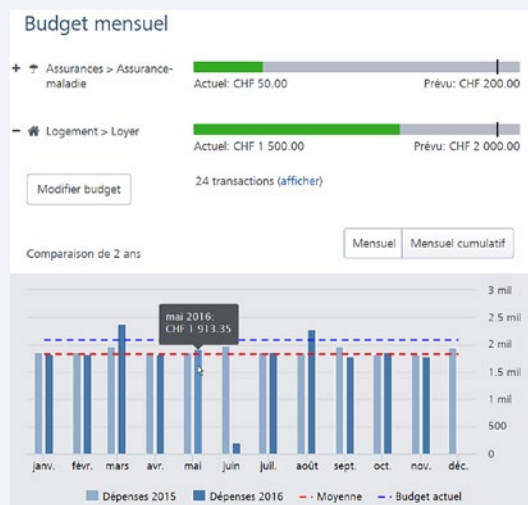 Budget mensuel
Assurances > Assurance-
maladie
Actuel: CHF 50.00 Prévu: CHF 200.00
Logement > Loyer
Actuel: CHF 1 500.00 Prévu: CHF 2 000.00
Modifier budget
24 transactions (afficher)
Comparaison de 2 ans
Mensuel Mensuel cumulatif
3 mil
2.5 mil
2 mil
1.5 mil
1 mil
500
0
mai 2016:
CHF 1 913.35
janv. févr. mars avr. mai juin juil. août sept. oct. nov. déc.
Dépenses 2015 Dépenses 2016 Moyenne Budget actuel